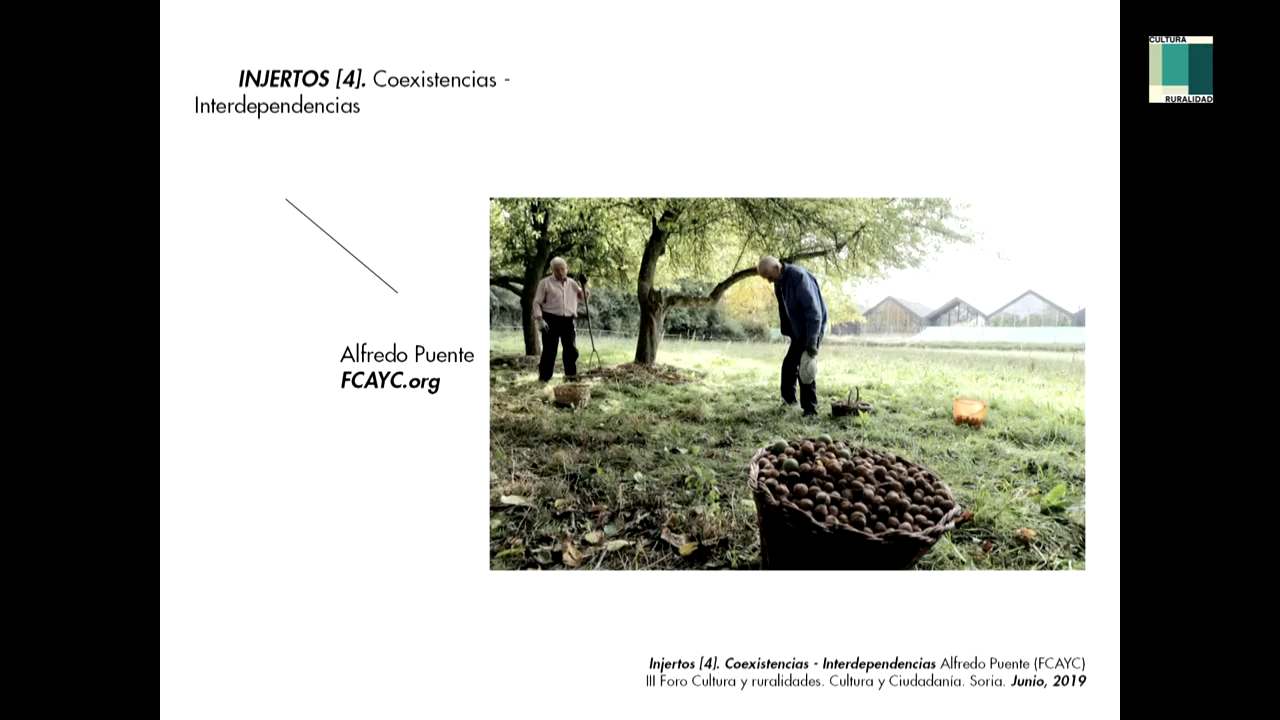 INJERTOS [4]. Coexistencias -
Interdependencias
CULTURA
RURALIDAD
Alfredo Puente
FCAYC.org
Injertos [4]. Coexistencias - Interdependencias Alfredo Puente (FCAYC)
III Foro Cultura y ruralidades. Cultura y Ciudadanía. Soria. Junio, 2019